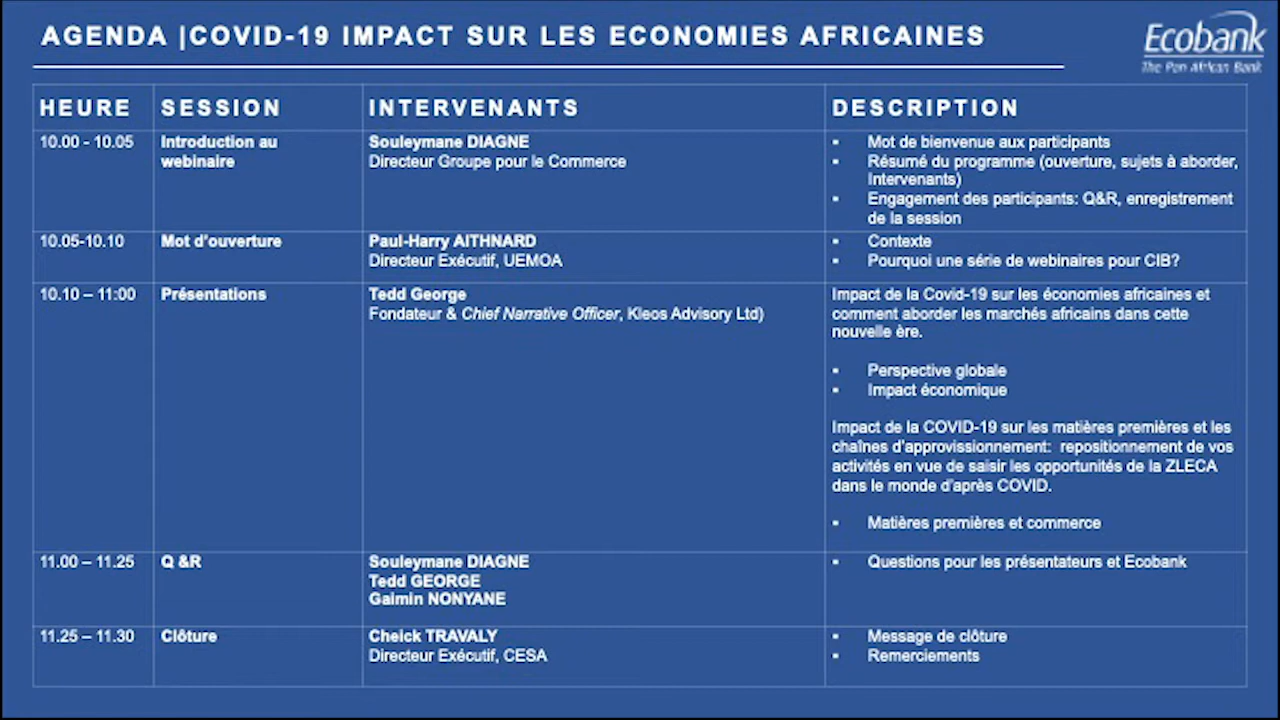 AGENDA |COVID-19 IMPACT SUR LES ECONOMIES AFRICAINES
Ecobank
The Pan African Bank
HEURE SESSION INTERVENANTS DESCRIPTION
10.00 - 10.05
Introduction au
webinaire
Souleymane DIAGNE
Directeur Groupe pour le Commerce
▪ Mot de bienvenue aux participants
▪ Résumé du programme (ouverture, sujets à aborder,
Intervenants)
▪ Engagement des participants: Q&R, enregistrement
de la session
10.05-10.10
Mot d'ouverture
Paul-Harry AITHNARD
Directeur Exécutif, UEMOA
▪ Contexte
▪ Pourquoi une série de webinaires pour CIB?
10.10 – 11:00
Présentations
Tedd George
Fondateur & Chief Narrative Officer, Kleos Advisory Ltd)
Impact de la Covid-19 sur les économies africaines et
comment aborder les marchés africains dans cette
nouvelle ère.
▪ Perspective globale
▪ Impact économique
Impact de la COVID-19 sur les matières premières et les
chaînes d'approvissionnement: repositionnement de vos
activités en vue de saisir les opportunités de la ZLECA
dans le monde d'après COVID.
▪ Matières premières et commerce
11.00 – 11.25
Q &R
Souleymane DIAGNE
Tedd GEORGE
Gaimin NONYANE
▪ Questions pour les présentateurs et Ecobank
11.25 – 11.30
Clôture
Cheick TRAVALY
Directeur Exécutif, CESA
▪ Message de clôture
▪ Remerciements